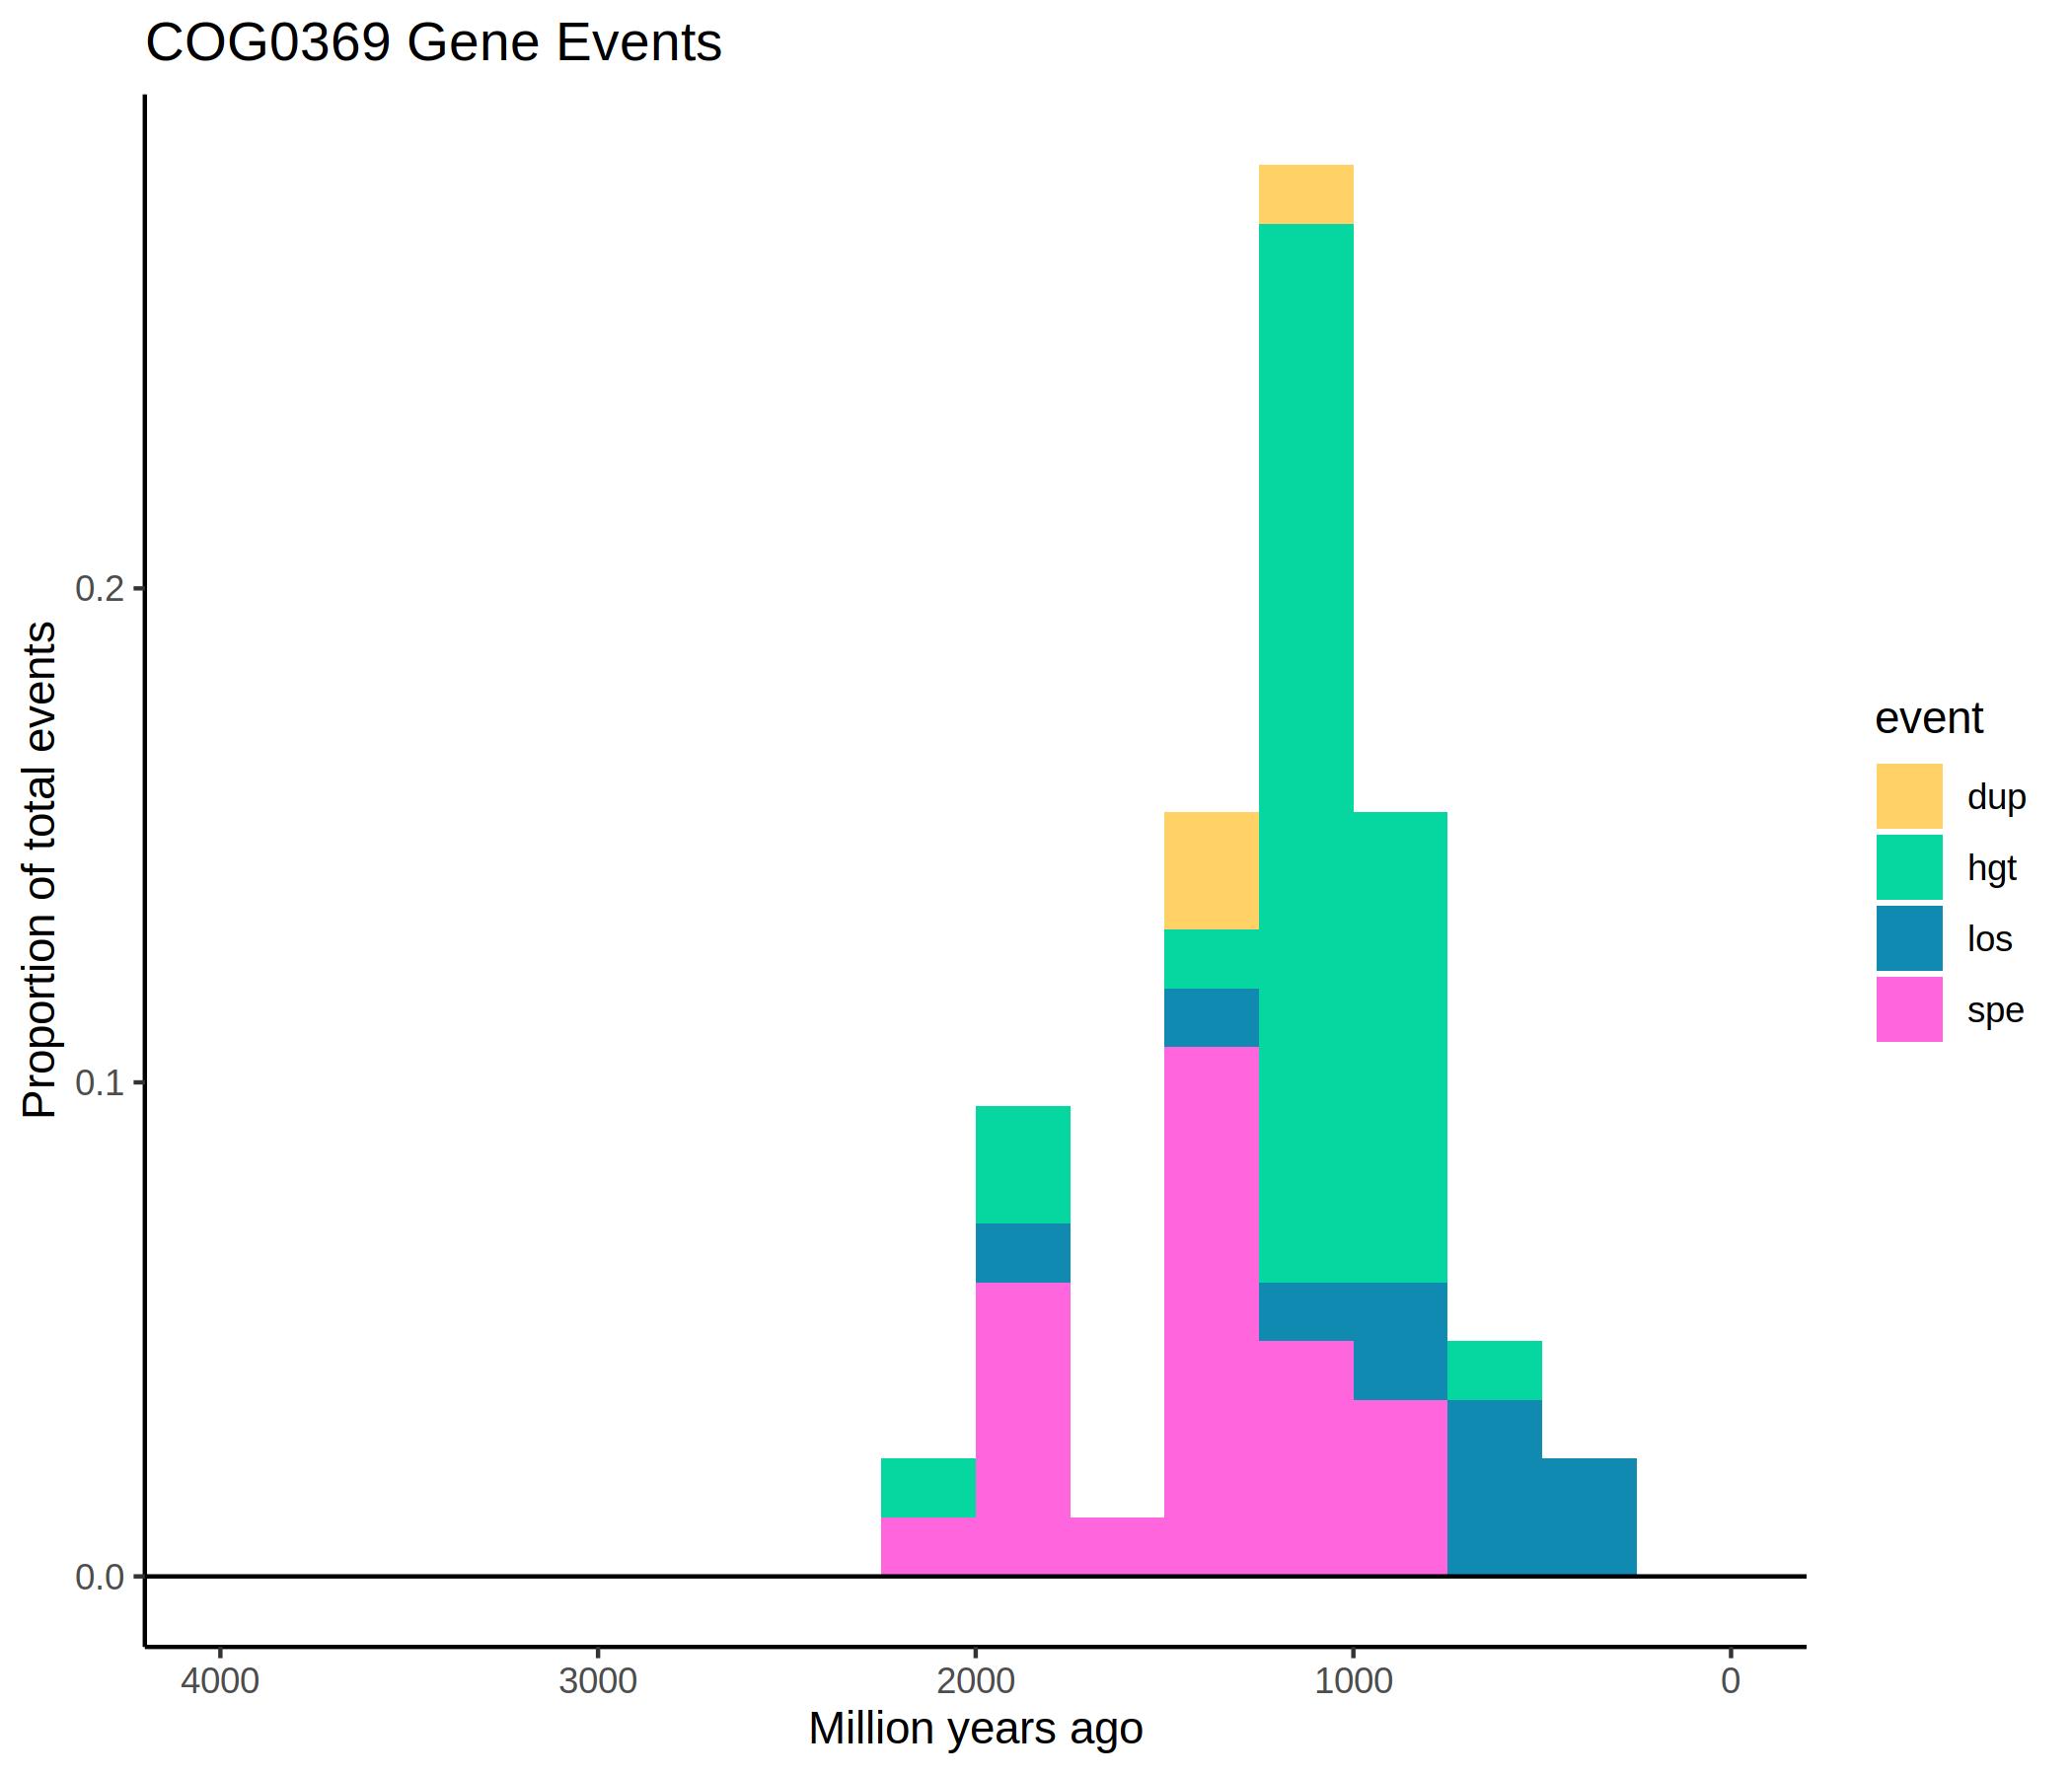 COG0369 Gene Events
Proportion of total events
0.2
0.1
0.0
4000 3000 2000 1000 0
Million years ago
event
dup
hgt
los
spe